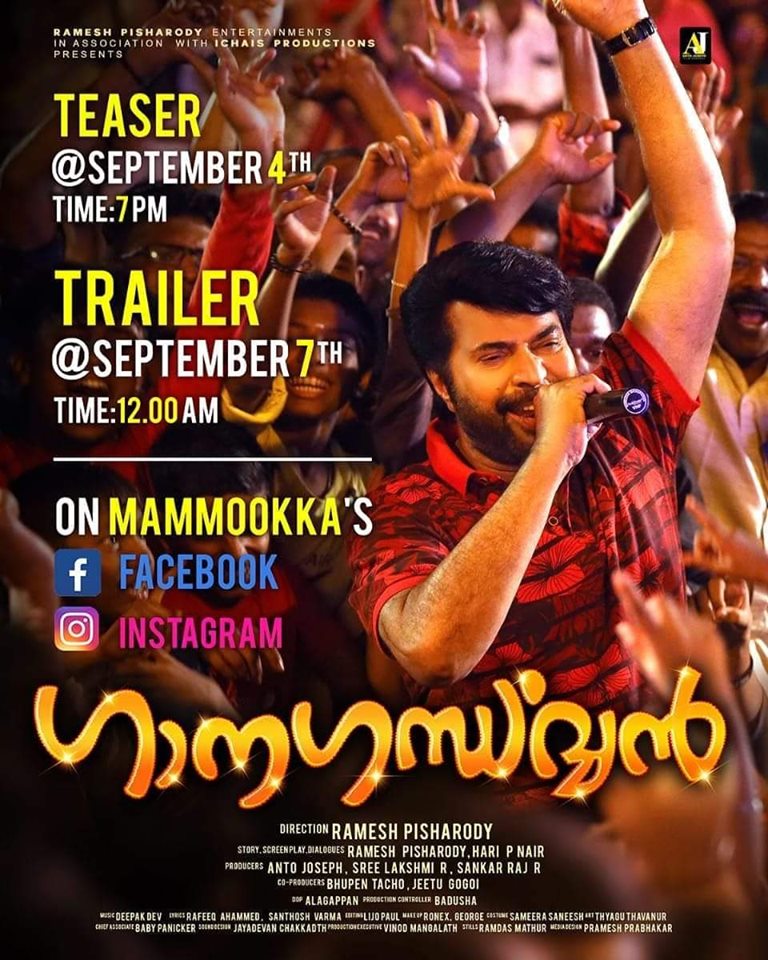 RAMESH PISHARODY ENTERTAINMENTS
IN ASSOCIATION WITH ICHAIS PRODUCTIONS
PRESENTS
AJ
TEASER
@SEPTEMBER 4TH
TIME:7 PM
TRAILER
@SEPTEMBER 7TH
TIME:12.00 AM
ON MAMMOOKKA'S
FACEBOOK
INSTAGRAM
ഗാനഗന്ധർവ്വൻ
DIRECTION RAMESH PISHARODY
STORY,SCREENPLAY,DIALOGUES RAMESH PISHARODY,HARI P NAIR
PRODUCERS ANTO JOSEPH, SREE LAKSHMI R, SANKAR RAJ R
CO-PRODUCERS BHUPEN TACHO, JEETU GOGOI
DOP ALAGAPPAN PRODUCTION CONTROLLER BADUSHA
MUSIC DEEPAK DEV LYRICS RAFEEQ AHAMMED, SANTHOSH VARMA EDITING LIJO PAUL MAKE UP RONEX, GEORGE COSTUME SAMEERA SANEESH ART THYAGU THAVANUR
CHIEF ASSOCIATE BABY PANICKER SOUND DESIGN JAYADEVAN CHAKKADTH PRODUCTION EXECUTIVE VINOD MANGALATH STILLS RAMDAS MATHUR MEDIA DESIGN PRAMESH PRABHAKAR